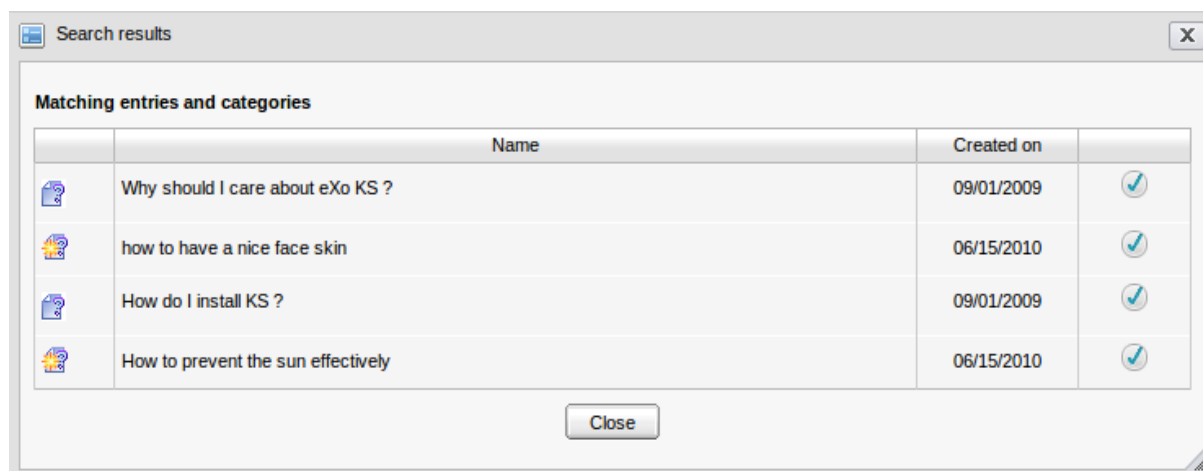 Search results
X
Matching entries and categories
Name Created on
Why should I care about eXo KS ? 09/01/2009
how to have a nice face skin 06/15/2010
How do I install KS ? 09/01/2009
How to prevent the sun effectively 06/15/2010
Close